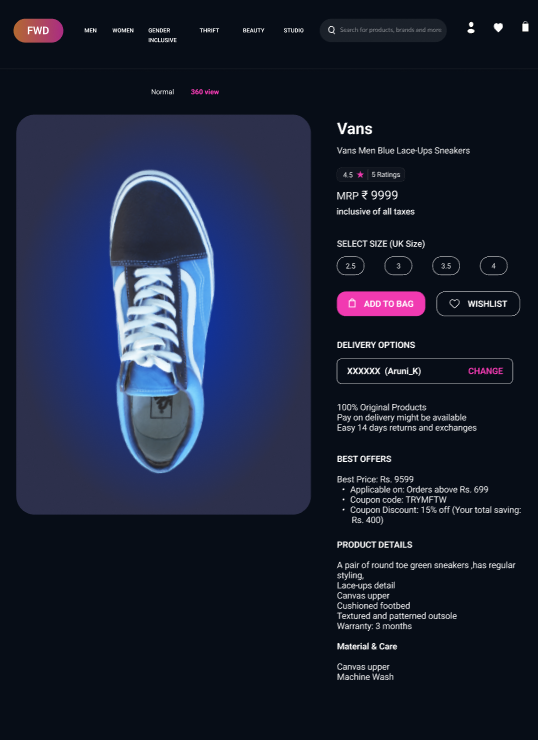 FWD
MEN WOMEN GENDER INCLUSIVE THRIFT BEAUTY STUDIO
Search for products, brands and more
Normal 360 view
Vans
Vans Men Blue Lace-Ups Sneakers
4.5 ★ | 5 Ratings
MRP ₹ 9999
inclusive of all taxes
SELECT SIZE (UK Size)
2.5 3 3.5 4
ADD TO BAG WISHLIST
DELIVERY OPTIONS
XXXXXX (Aruni_K) CHANGE
100% Original Products
Pay on delivery might be available
Easy 14 days returns and exchanges
BEST OFFERS
Best Price: Rs. 9599
• Applicable on: Orders above Rs. 699
• Coupon code: TRYMFTW
• Coupon Discount: 15% off (Your total saving:
Rs. 400)
PRODUCT DETAILS
A pair of round toe green sneakers ,has regular
styling,
Lace-ups detail
Canvas upper
Cushioned footbed
Textured and patterned outsole
Warranty: 3 months
Material & Care
Canvas upper
Machine Wash